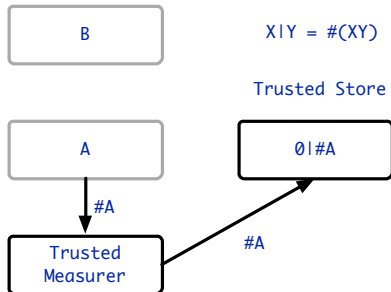 B
X|Y = #(XY)
Trusted Store
A
0|#A
#A
#A
Trusted
Measurer